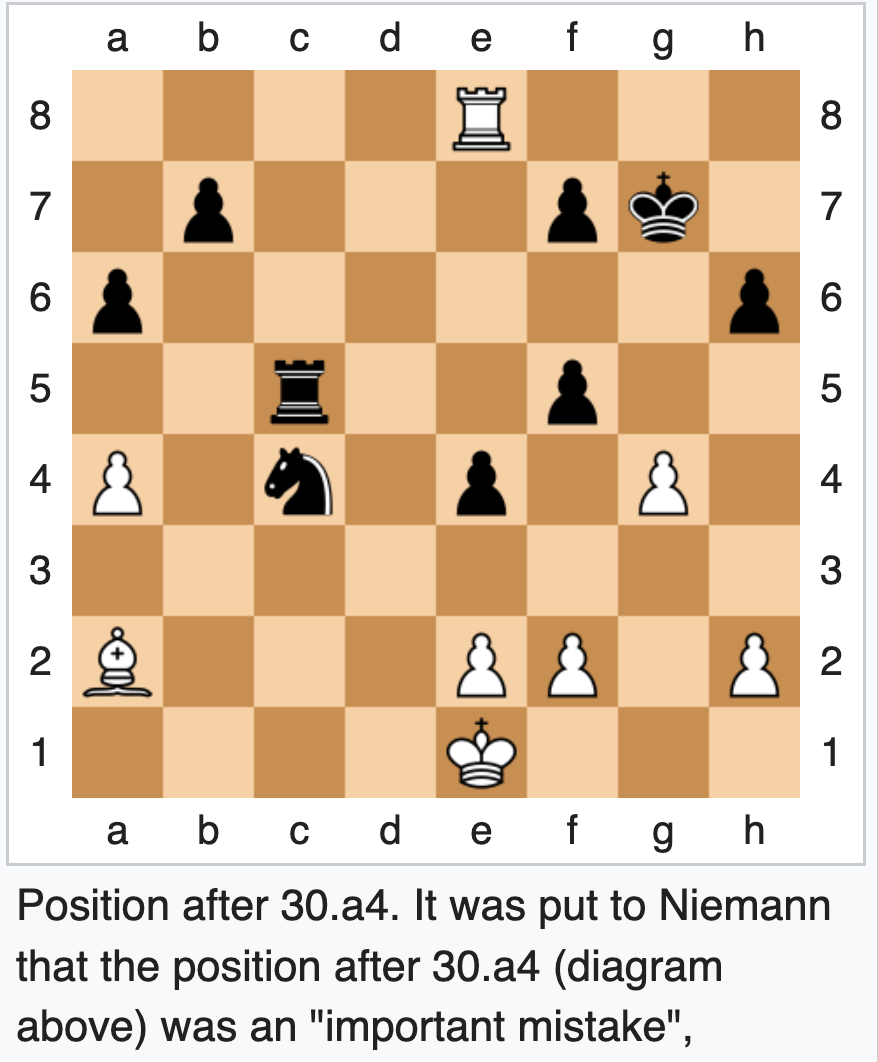 a b c d e f g h
8 8
7 7
6 6
5 5
4 4
3 3
2 2
1 1
a b c d e f g h
Position after 30.a4. It was put to Niemann
that the position after 30.a4 (diagram
above) was an "important mistake",